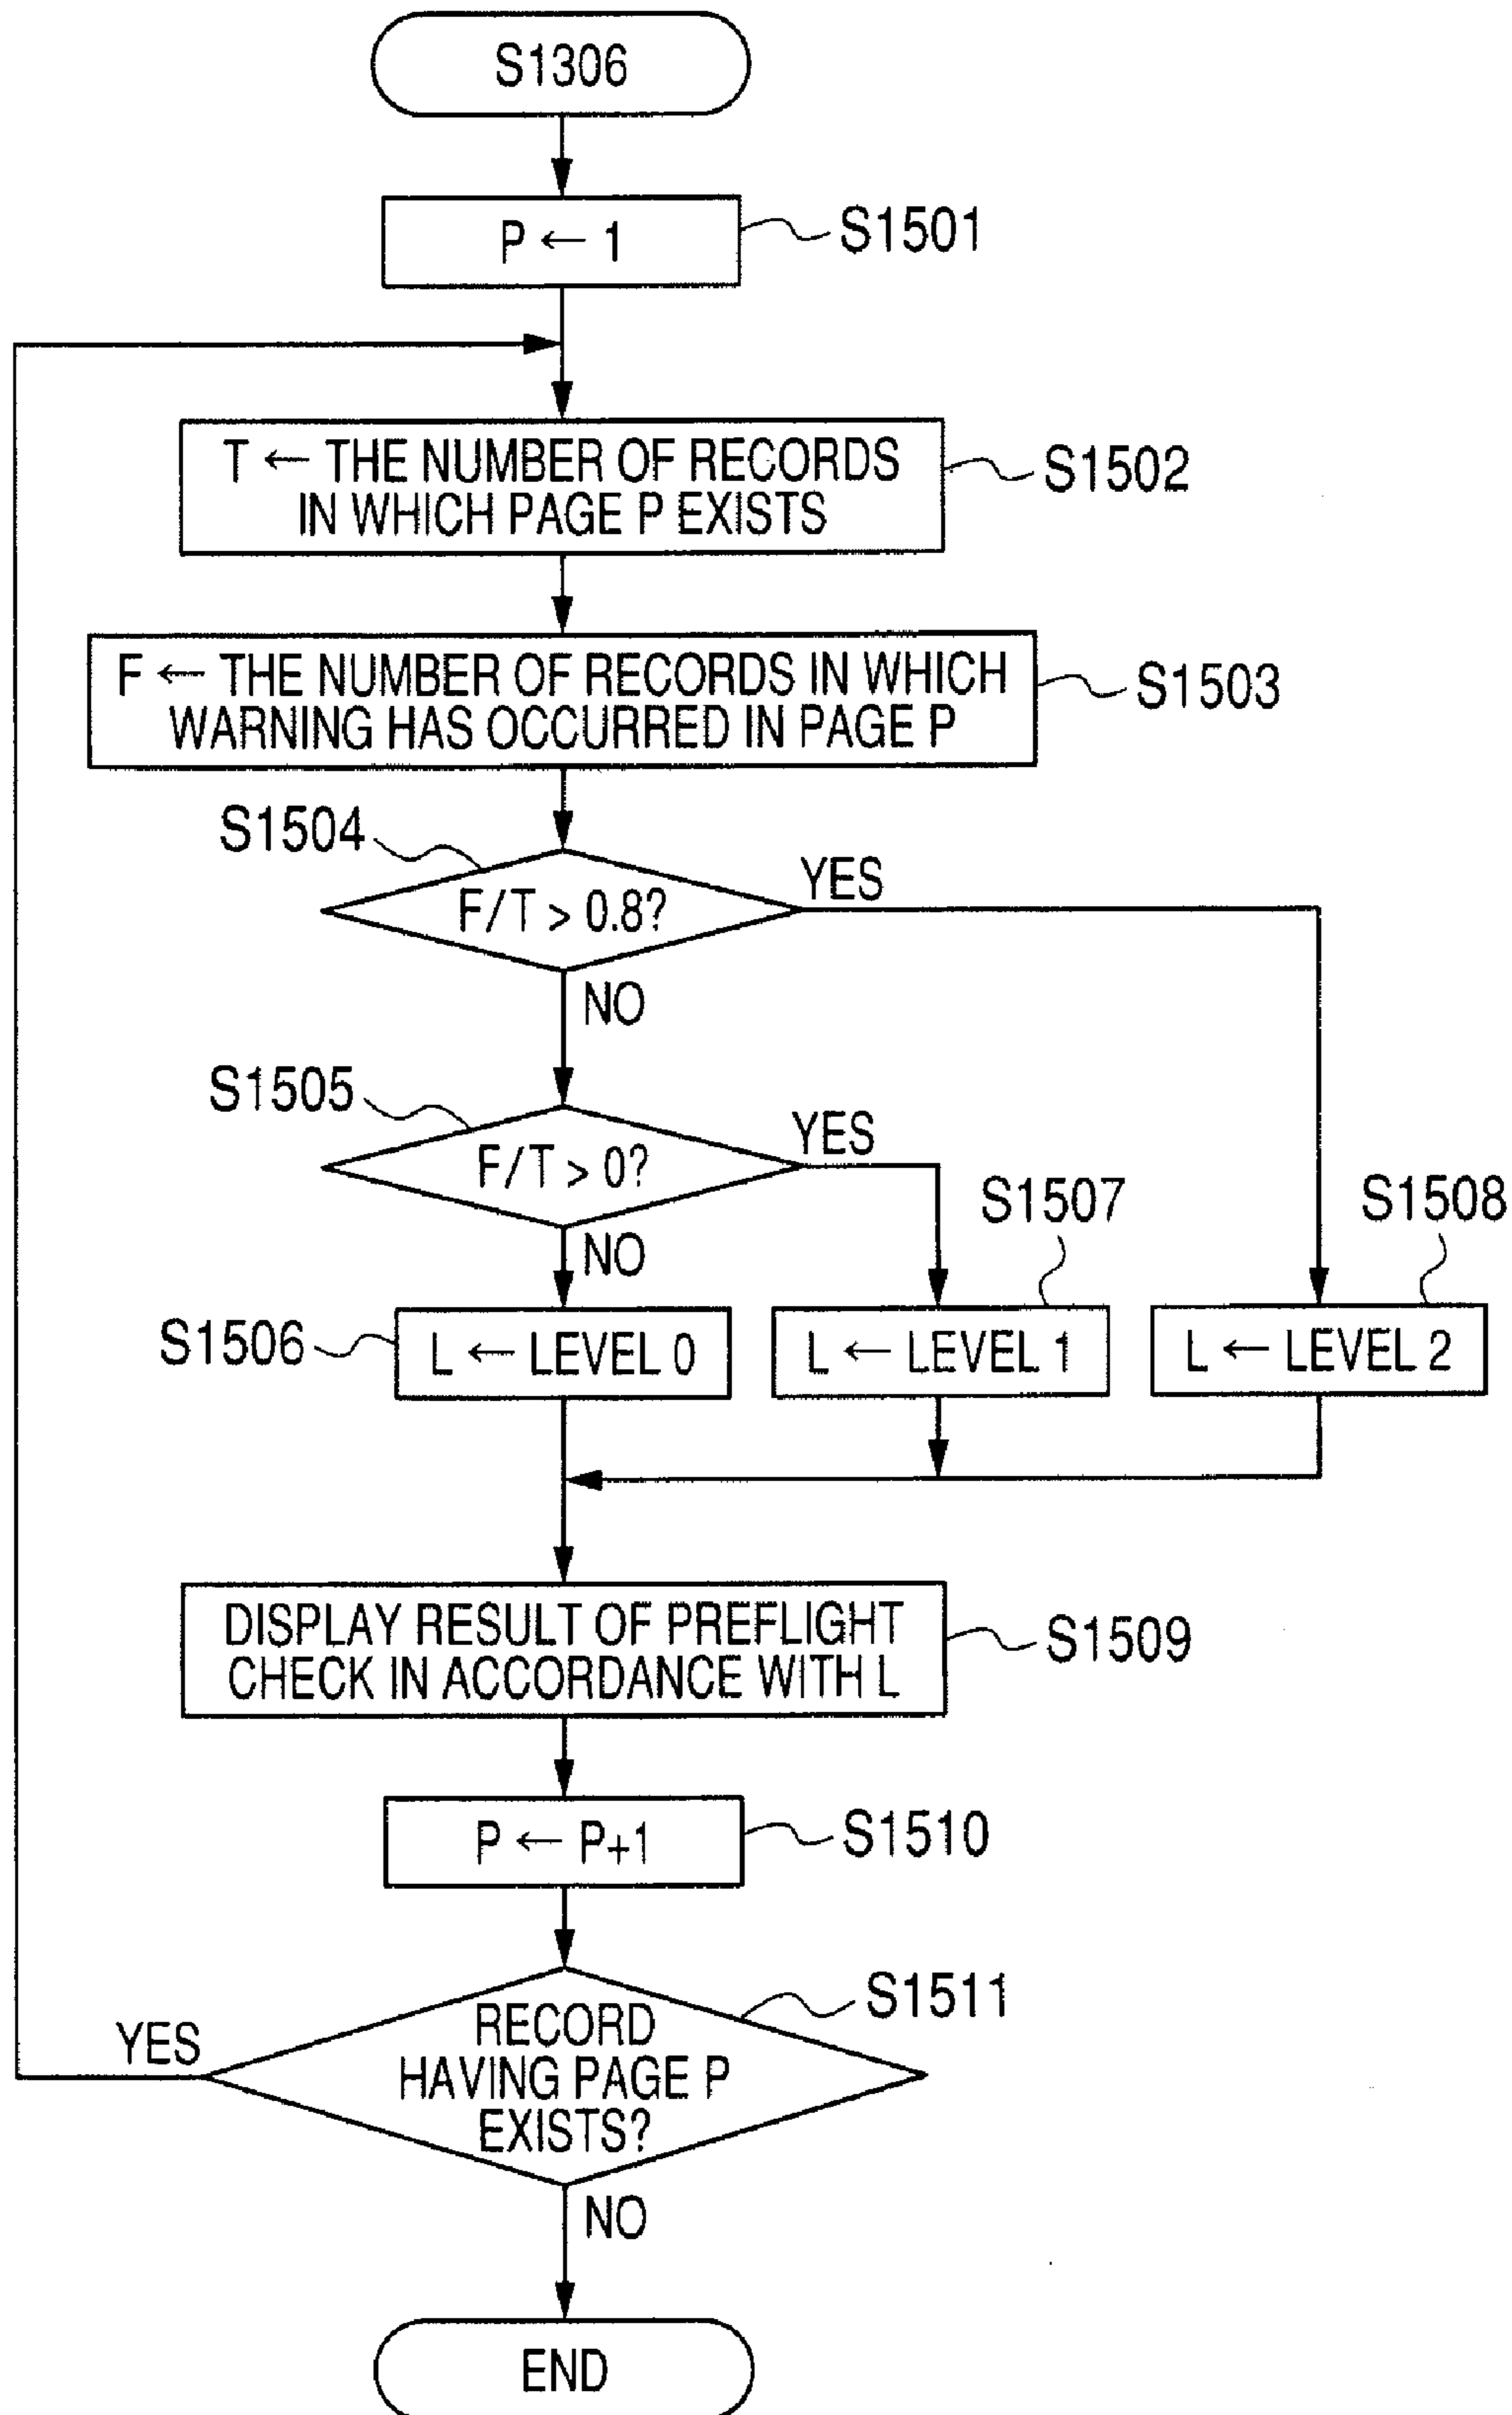 S1306
P ← 1
S1501
T ← THE NUMBER OF RECORDS
IN WHICH PAGE P EXISTS
S1502
F ← THE NUMBER OF RECORDS IN WHICH
WARNING HAS OCCURRED IN PAGE P
S1503
S1504
F/T > 0.8?
YES
NO
S1505
F/T > 0?
YES
NO
S1507
S1508
S1506
L ← LEVEL 0
L ← LEVEL 1
L ← LEVEL 2
DISPLAY RESULT OF PREFLIGHT
CHECK IN ACCORDANCE WITH L
S1509
P ← P+1
S1510
S1511
RECORD
HAVING PAGE P
EXISTS?
YES
NO
END